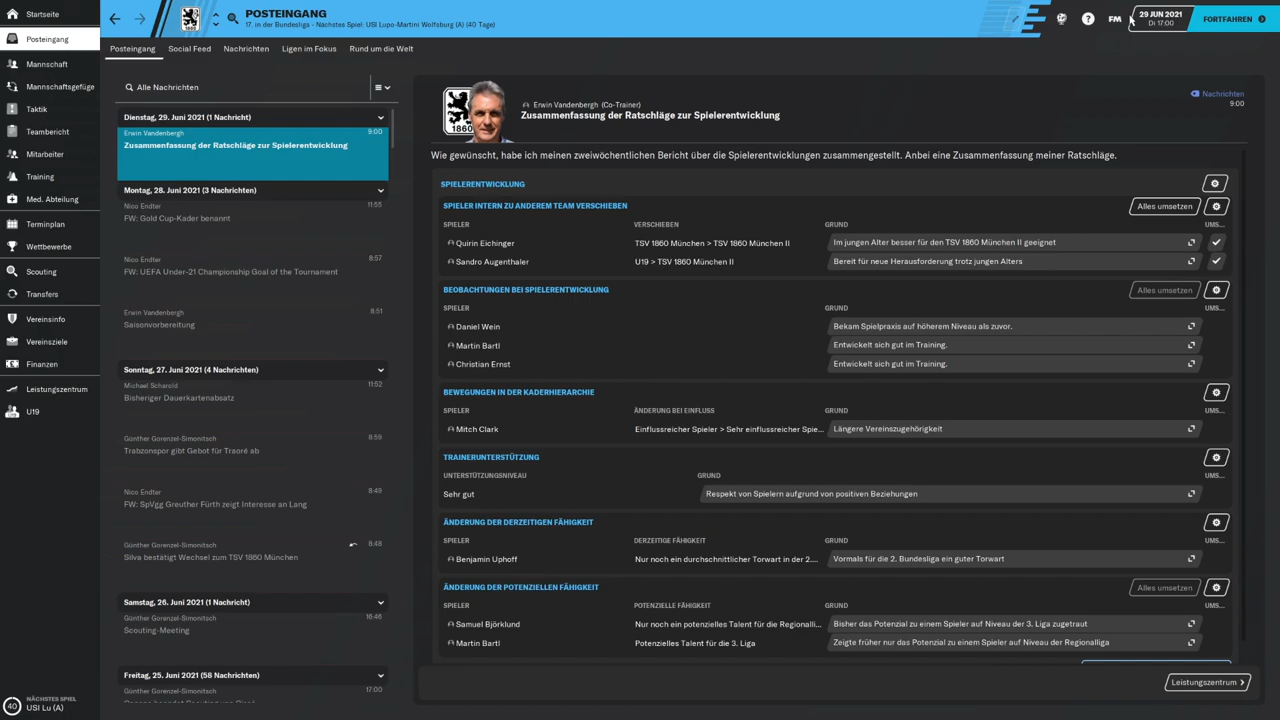 Startseite
Posteingang
Mannschaft
Mannschaftsgefüge
Taktik
Teambericht
Mitarbeiter
Training
Med. Abteilung
Terminplan
Wettbewerbe
Scouting
Transfers
Vereinsinfo
Vereinsziele
Finanzen
Leistungszentrum
U19
40
NÄCHSTES SPIEL
USI Lu (A)
POSTEINGANG
17. in der Bundesliga - Nächstes Spiel: USI Lupo-Martini Wolfsburg (A) (40 Tage)
?
FM
29 JUN 2021
Di 17:00
FORTFAHREN
Posteingang
Social Feed
Nachrichten
Ligen im Fokus
Rund um die Welt
Alle Nachrichten
Dienstag, 29. Juni 2021 (1 Nachricht)
Erwin Vandenbergh 9:00
Zusammenfassung der Ratschläge zur Spielerentwicklung
Montag, 28. Juni 2021 (3 Nachrichten)
Nico Endter 11:55
FW: Gold Cup-Kader benannt
Nico Endter 8:57
FW: UEFA Under-21 Championship Goal of the Tournament
Erwin Vandenbergh 8:51
Saisonvorbereitung
Sonntag, 27. Juni 2021 (4 Nachrichten)
Michael Scharold 11:52
Bisheriger Dauerkartenabsatz
Günther Gorenzel-Simonitsch 8:59
Trabzonspor gibt Gebot für Traoré ab
Nico Endter 8:49
FW: SpVgg Greuther Fürth zeigt Interesse an Lang
Günther Gorenzel-Simonitsch 8:48
Silva bestätigt Wechsel zum TSV 1860 München
Samstag, 26. Juni 2021 (1 Nachricht)
Günther Gorenzel-Simonitsch 16:46
Scouting-Meeting
Freitag, 25. Juni 2021 (58 Nachrichten)
Günther Gorenzel-Simonitsch 17:00
1860
Erwin Vandenbergh (Co-Trainer)
Zusammenfassung der Ratschläge zur Spielerentwicklung
Nachrichten
9:00
Wie gewünscht, habe ich meinen zweiwöchentlichen Bericht über die Spielerentwicklungen zusammengestellt. Anbei eine Zusammenfassung meiner Ratschläge.
SPIELERENTWICKLUNG
SPIELER INTERN ZU ANDEREM TEAM VERSCHIEBEN Alles umsetzen
SPIELER VERSCHIEBEN GRUND UMS...
Quirin Eichinger TSV 1860 München > TSV 1860 München II Im jungen Alter besser für den TSV 1860 München II geeignet
Sandro Augenthaler U19 > TSV 1860 München II Bereit für neue Herausforderung trotz jungen Alters
BEOBACHTUNGEN BEI SPIELERENTWICKLUNG Alles umsetzen
SPIELER GRUND UMS...
Daniel Wein Bekam Spielpraxis auf höherem Niveau als zuvor.
Martin Bartl Entwickelt sich gut im Training.
Christian Ernst Entwickelt sich gut im Training.
BEWEGUNGEN IN DER KADERHIERARCHIE
SPIELER ÄNDERUNG BEI EINFLUSS GRUND UMS...
Mitch Clark Einflussreicher Spieler > Sehr einflussreicher Spie... Längere Vereinszugehörigkeit
TRAINERUNTERSTÜTZUNG
UNTERSTÜTZUNGSNIVEAU GRUND UMS...
Sehr gut Respekt von Spielern aufgrund von positiven Beziehungen
ÄNDERUNG DER DERZEITIGEN FÄHIGKEIT
SPIELER DERZEITIGE FÄHIGKEIT GRUND UMS...
Benjamin Uphoff Nur noch ein durchschnittlicher Torwart in der 2.... Vormals für die 2. Bundesliga ein guter Torwart
ÄNDERUNG DER POTENZIELLEN FÄHIGKEIT Alles umsetzen
SPIELER POTENZIELLE FÄHIGKEIT GRUND UMS...
Samuel Björklund Nur noch ein potenzielles Talent für die Regionalli... Bisher das Potenzial zu einem Spieler auf Niveau der 3. Liga zugetraut
Martin Bartl Potenzielles Talent für die 3. Liga Zeigte früher nur das Potenzial zu einem Spieler auf Niveau der Regionalliga
Leistungszentrum